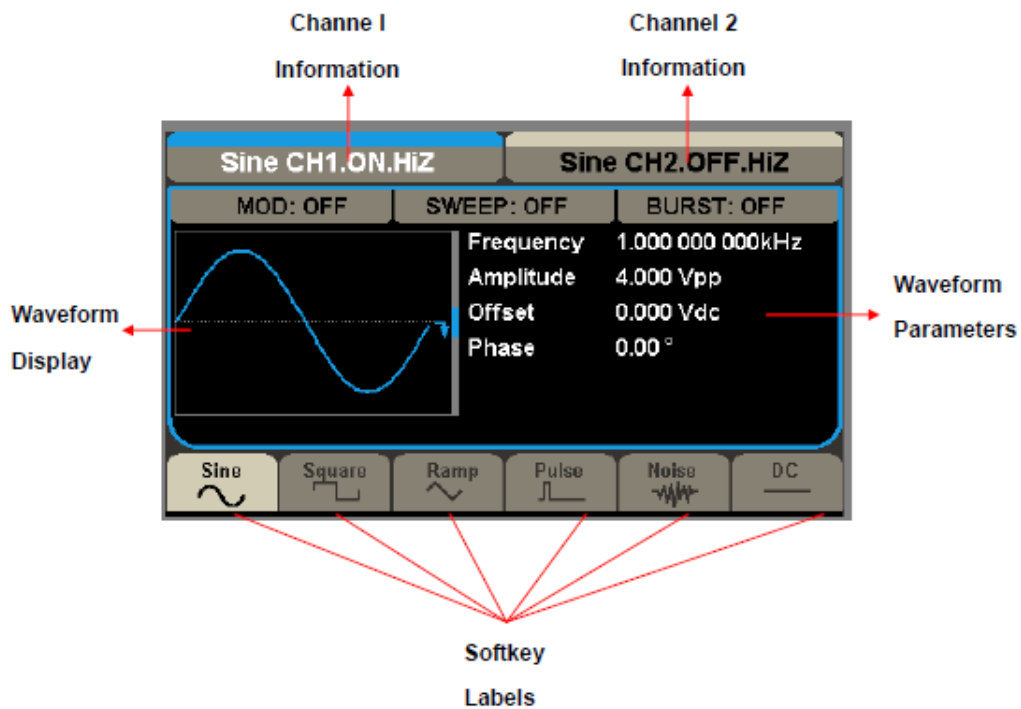 Channel I
Information
Channel 2
Information
Sine CH1.ON.HiZ
Sine CH2.OFF.HiZ
MOD: OFF
SWEEP: OFF
BURST: OFF
Frequency 1.000 000 000kHz
Amplitude 4.000 Vpp
Offset 0.000 Vdc
Phase 0.00 °
Waveform
Display
Waveform
Parameters
Sine
Square
Ramp
Pulse
Noise
DC
Softkey
Labels